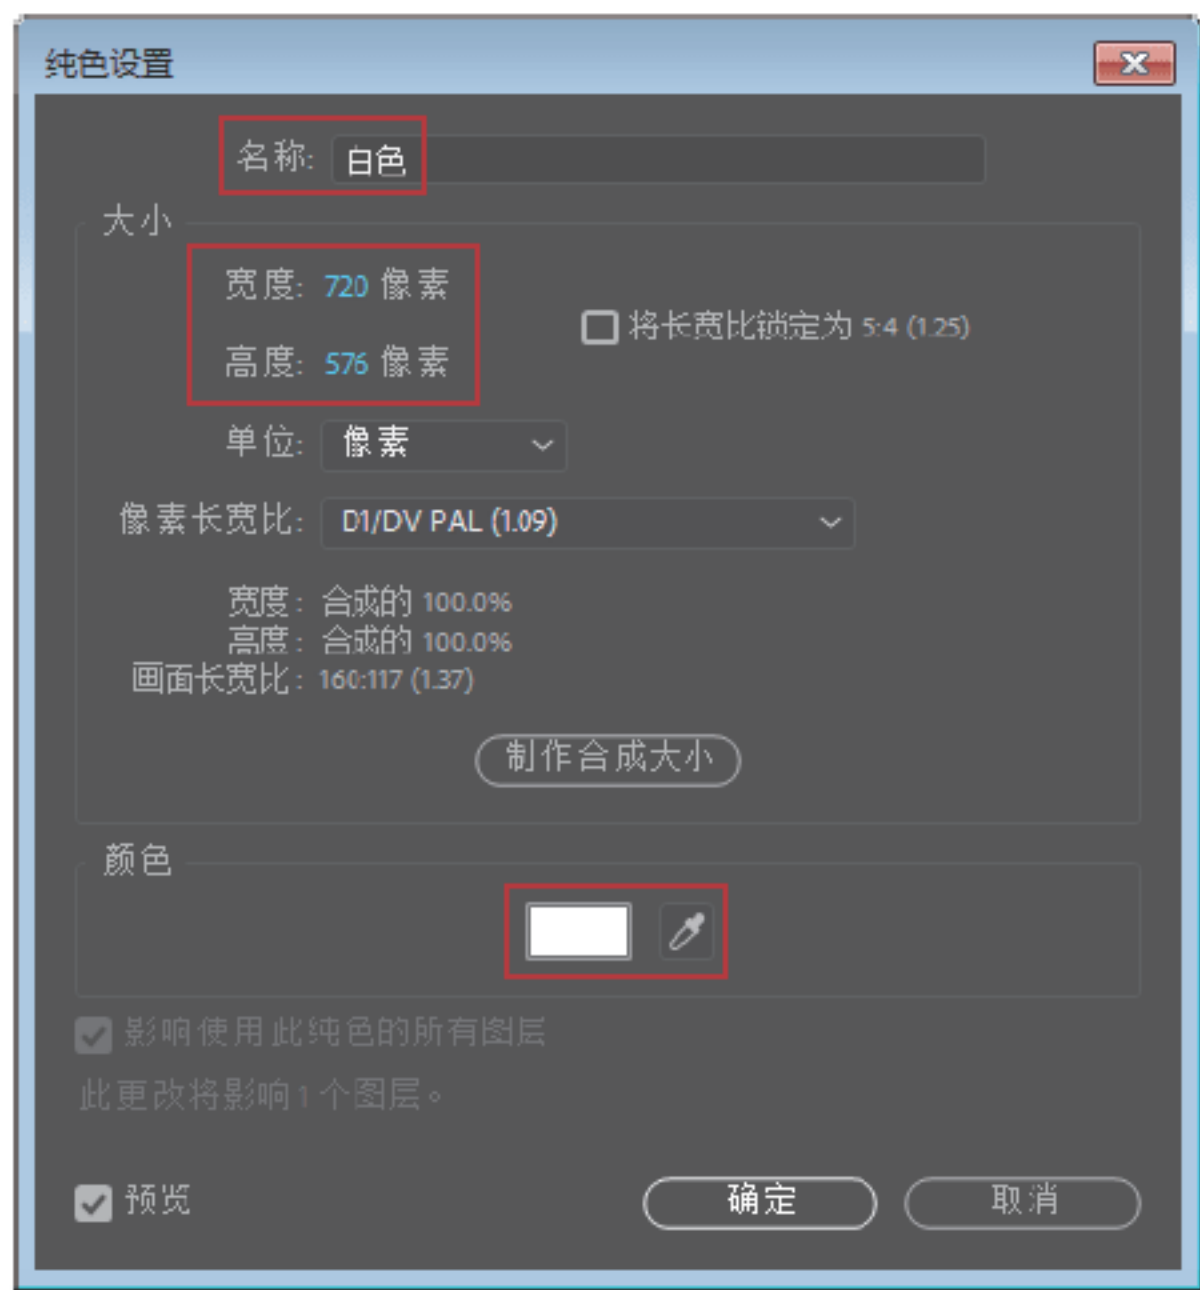 纯色设置
名称: 白色
大小
宽度: 720 像素
将长宽比锁定为 5:4 (1.25)
高度: 576 像素
单位: 像素
像素长宽比: D1/DV PAL (1.09)
宽度: 合成的 100.0%
高度: 合成的 100.0%
画面长宽比: 160:117 (1.37)
制作合成大小
颜色
影响使用此纯色的所有图层
此更改将影响 1 个图层。
预览
确定
取消